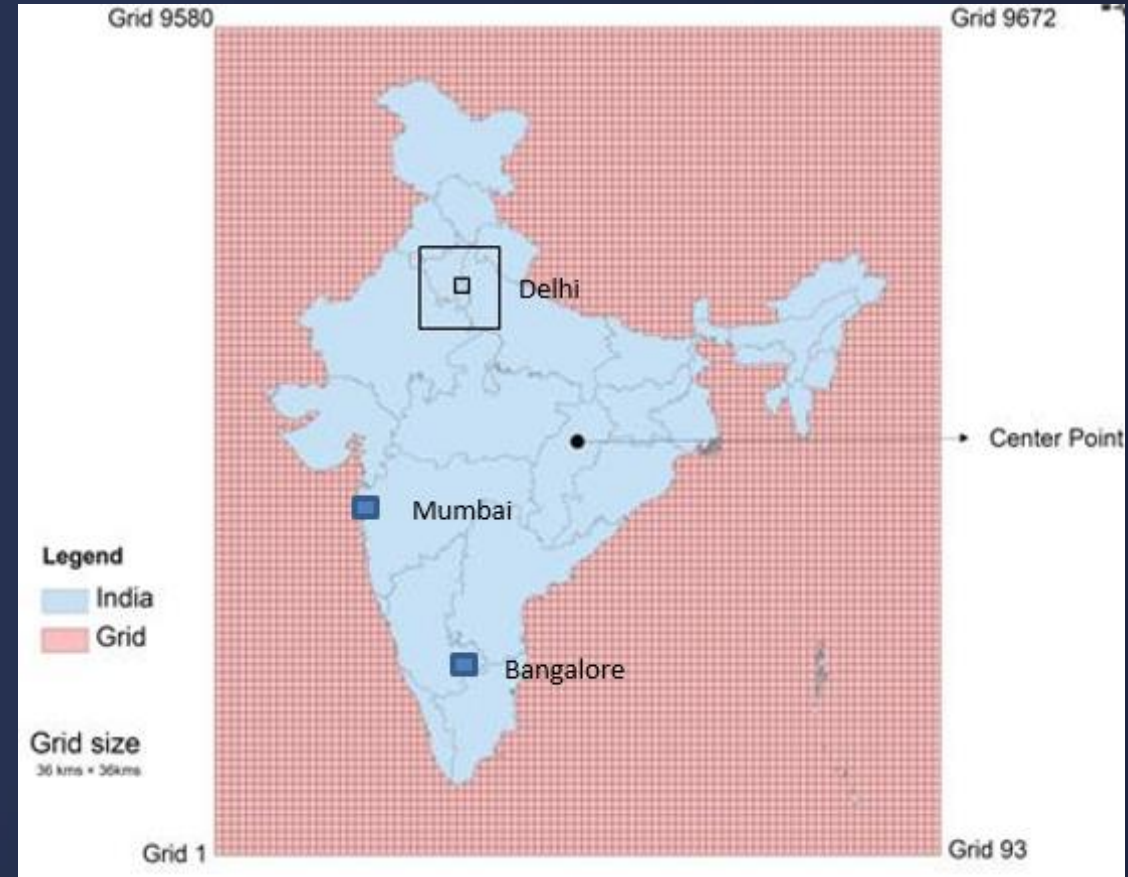 Grid 9580
Grid 9672
Delhi
Center Point
Mumbai
Legend
India
Grid
Bangalore
Grid size
36 kms × 36kms
Grid 1
Grid 93